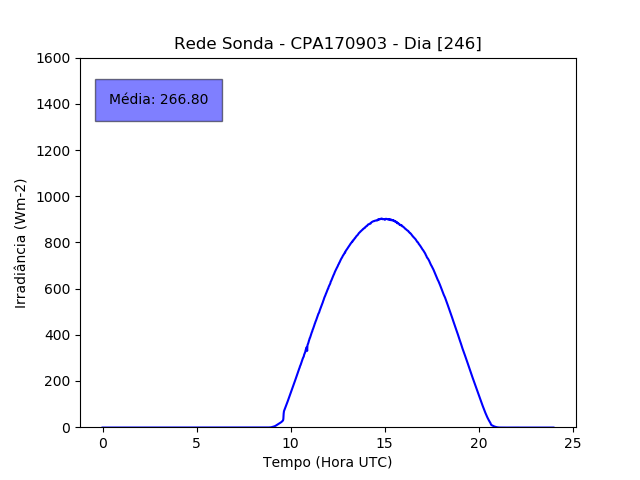 Rede Sonda - CPA170903 - Dia [246]
1600
1400
1200
1000
800
600
400
200
0
Irradiância (Wm-2)
Média: 266.80
0 5 10 15 20 25
Tempo (Hora UTC)